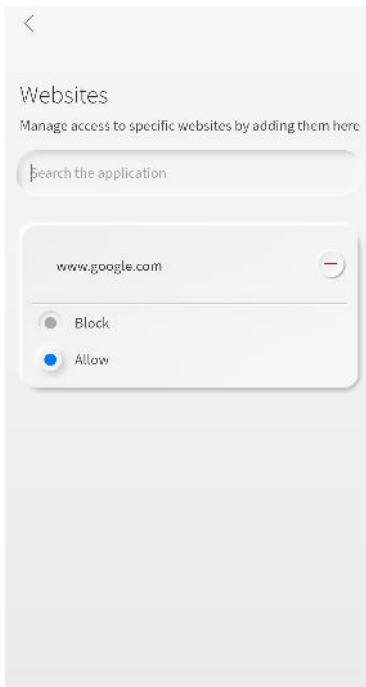 Websites
Manage access to specific websites by adding them here
Search the application
www.google.com
Block
Allow